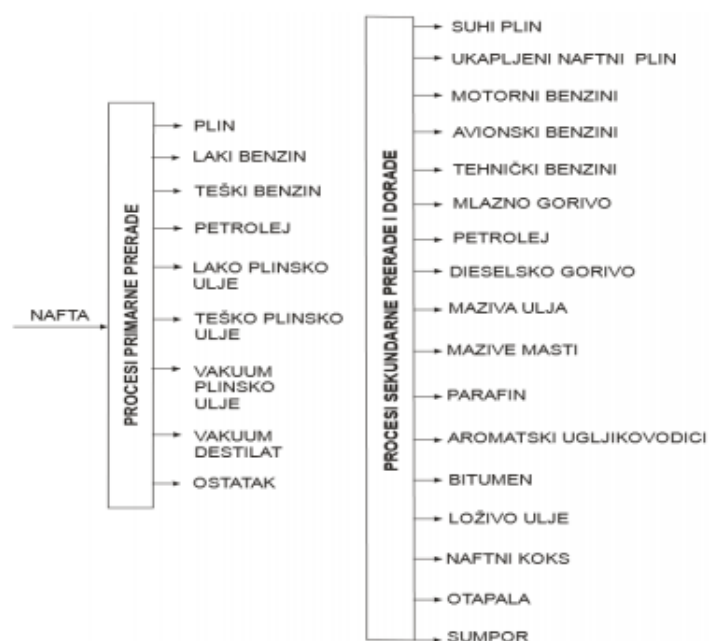 NAFTA
PROCESI PRIMARNE PRERADE
PLIN
LAKI BENZIN
TEŠKI BENZIN
PETROLEJ
LAKO PLINSKO
ULJE
TEŠKO PLINSKO
ULJE
VAKUUM
PLINSKO
ULJE
VAKUUM
DESTILAT
OSTATAK
PROCESI SEKUNDARNE PRERADE I DORADE
SUHI PLIN
UKAPLJENI NAFTNI PLIN
MOTORNI BENZINI
AVIONSKI BENZINI
TEHNIČKI BENZINI
MLAZNO GORIVO
PETROLEJ
DIESELSKO GORIVO
MAZIVA ULJA
MAZIVE MASTI
PARAFIN
AROMATSKI UGLJIKOVODICI
BITUMEN
LOŽIVO ULJE
NAFTNI KOKS
OTAPALA
SUMPOR